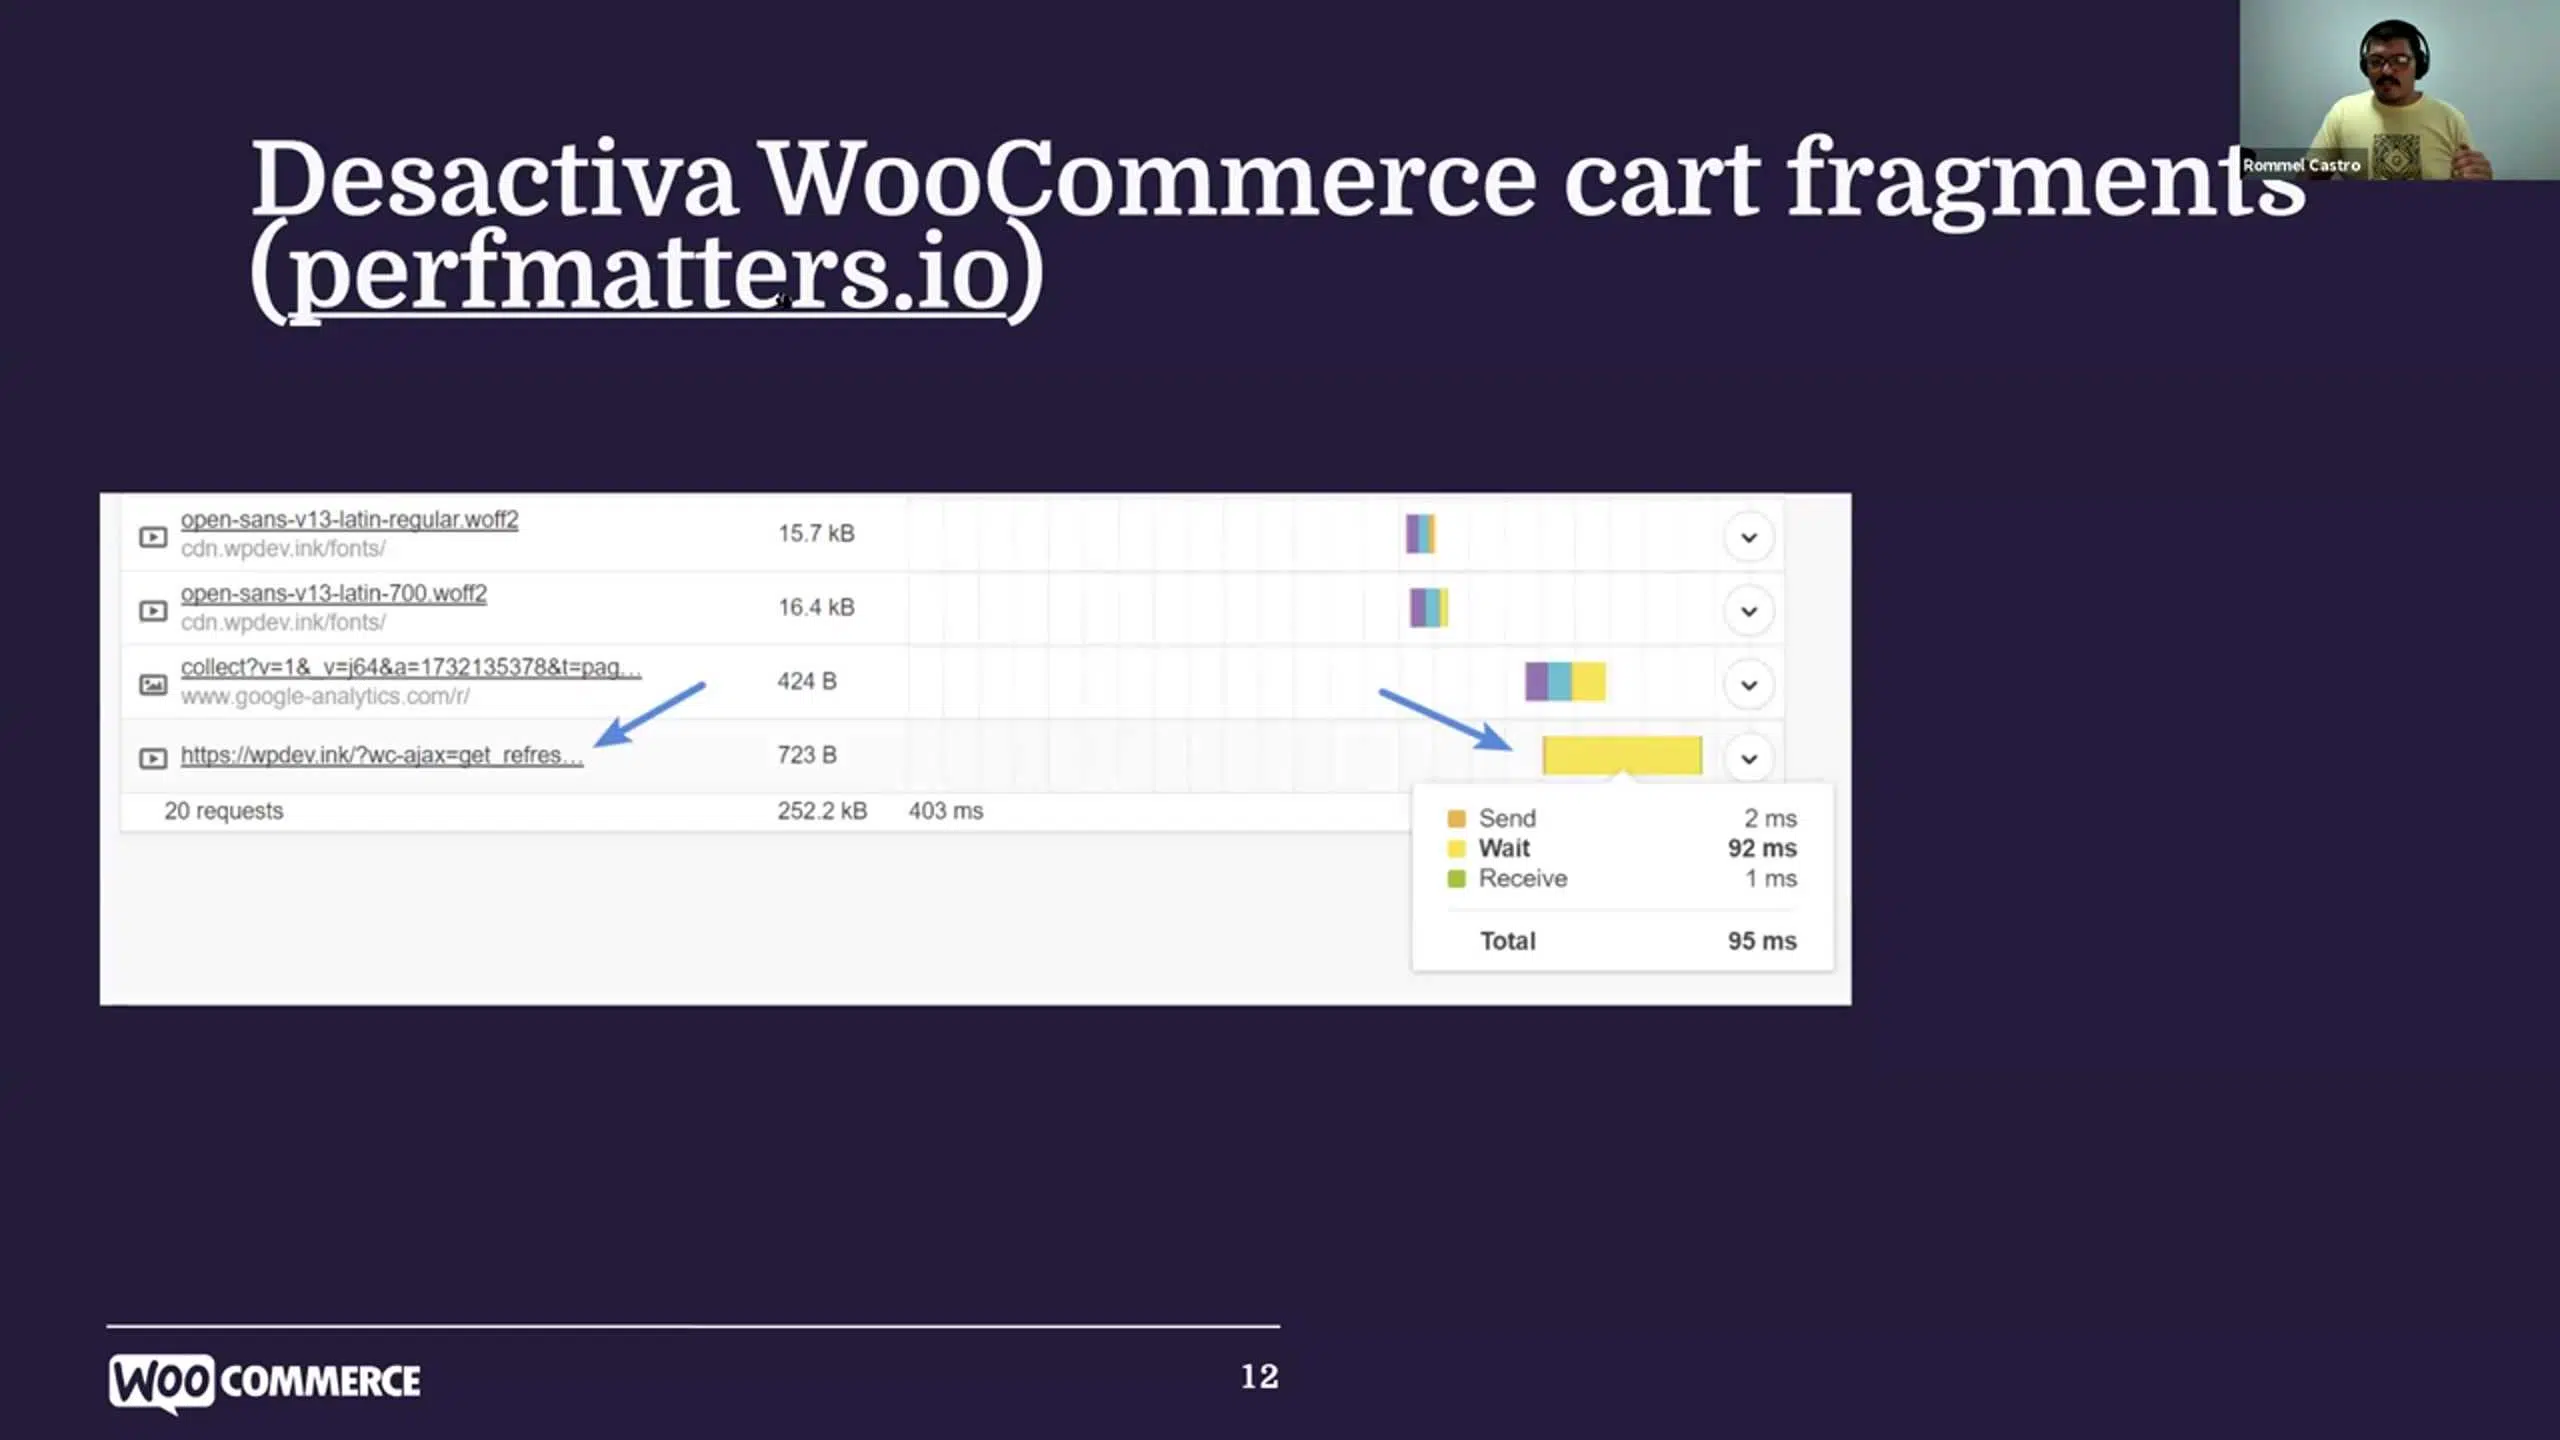 Desactiva WooCommerce cart fragments
(perfmatters.io)
Rommel Castro
open-sans-v13-latin-regular.woff2
cdn.wpdev.ink/fonts/
15.7 kB
open-sans-v13-latin-700.woff2
cdn.wpdev.ink/fonts/
16.4 kB
collect?v=1&_v=j64&a=1732135378&t=pag...
www.google-analytics.com/r/
424 B
https://wpdev.ink/?wc-ajax=get_refres...
723 B
20 requests 252.2 kB 403 ms
Send 2 ms
Wait 92 ms
Receive 1 ms
Total 95 ms
WOO COMMERCE
12